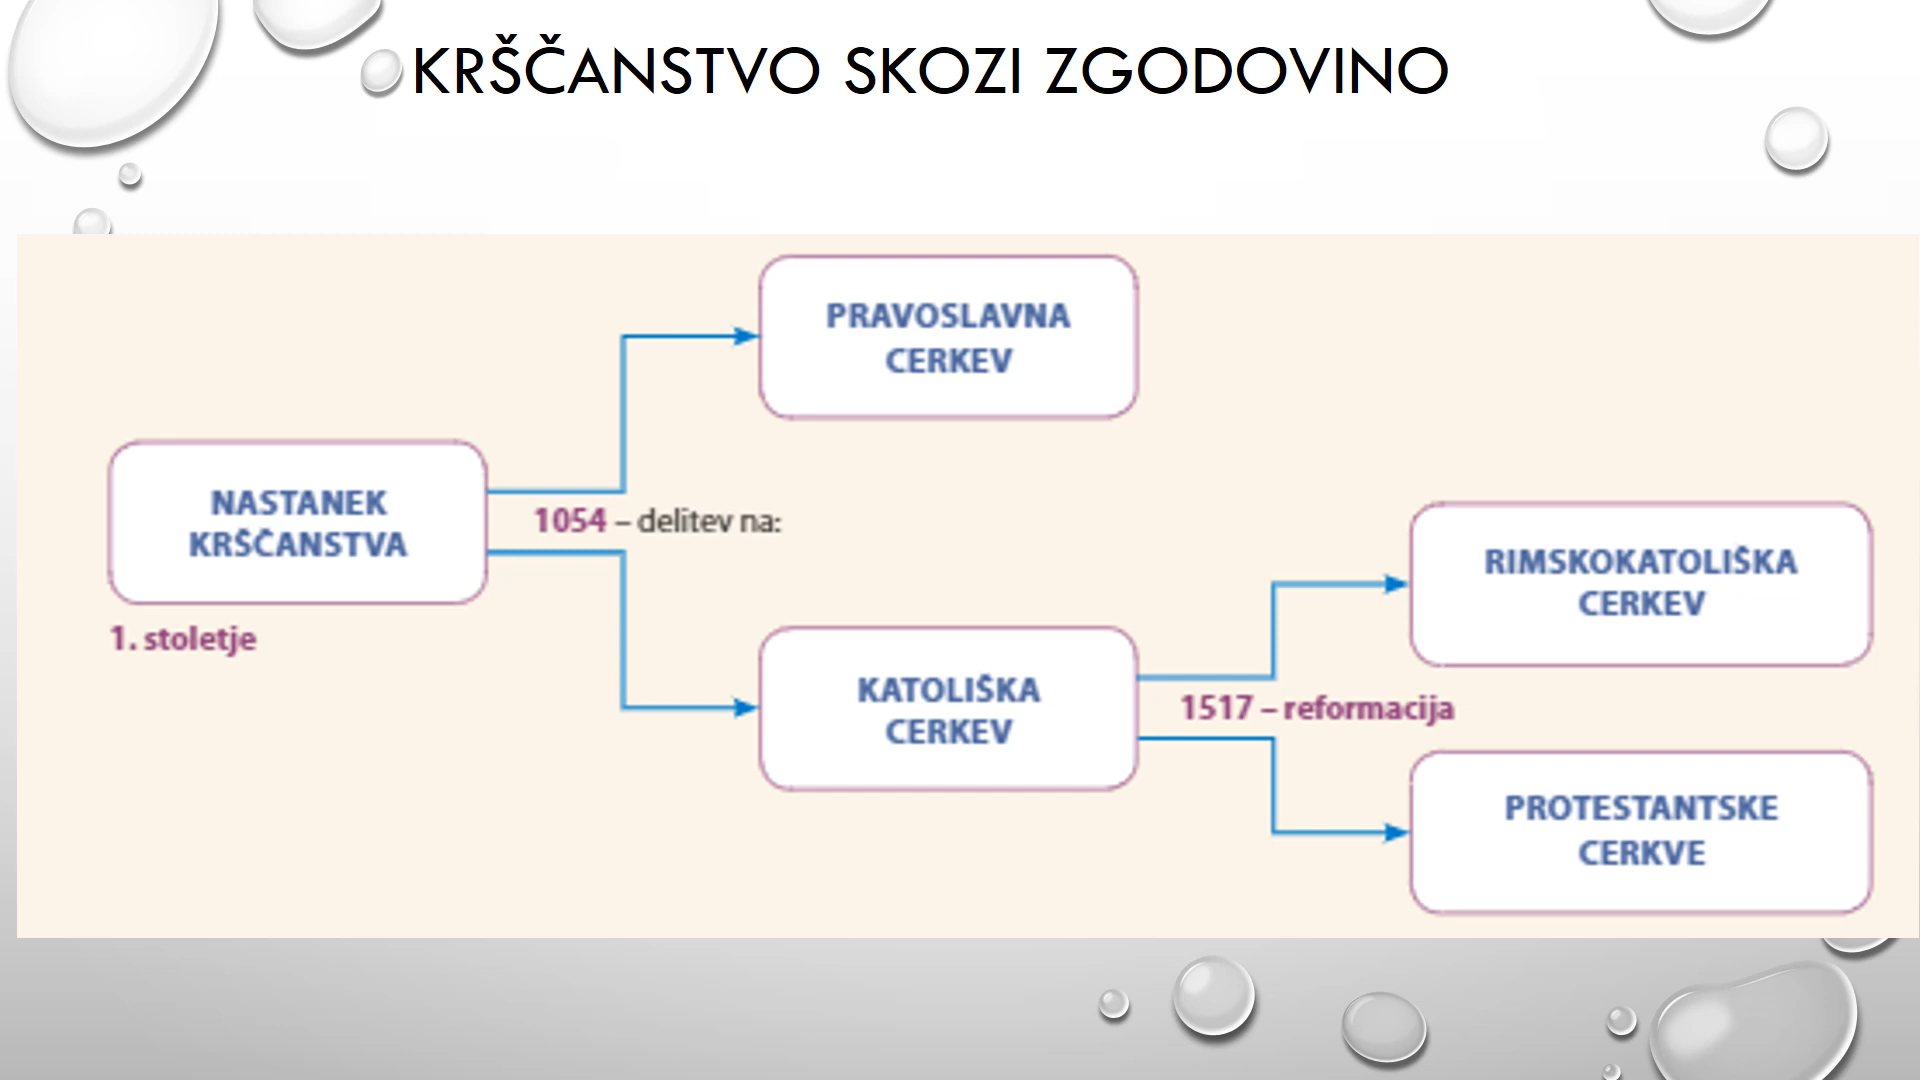 KRŠČANSTVO SKOZI ZGODOVINO
PRAVOSLAVNA
CERKEV
NASTANEK
KRŠČANSTVA
1054 – delitev na:
1. stoletje
KATOLIŠKA
CERKEV
RIMSKOKATOLIŠKA
CERKEV
1517 – reformacija
PROTESTANTSKE
CERKVE